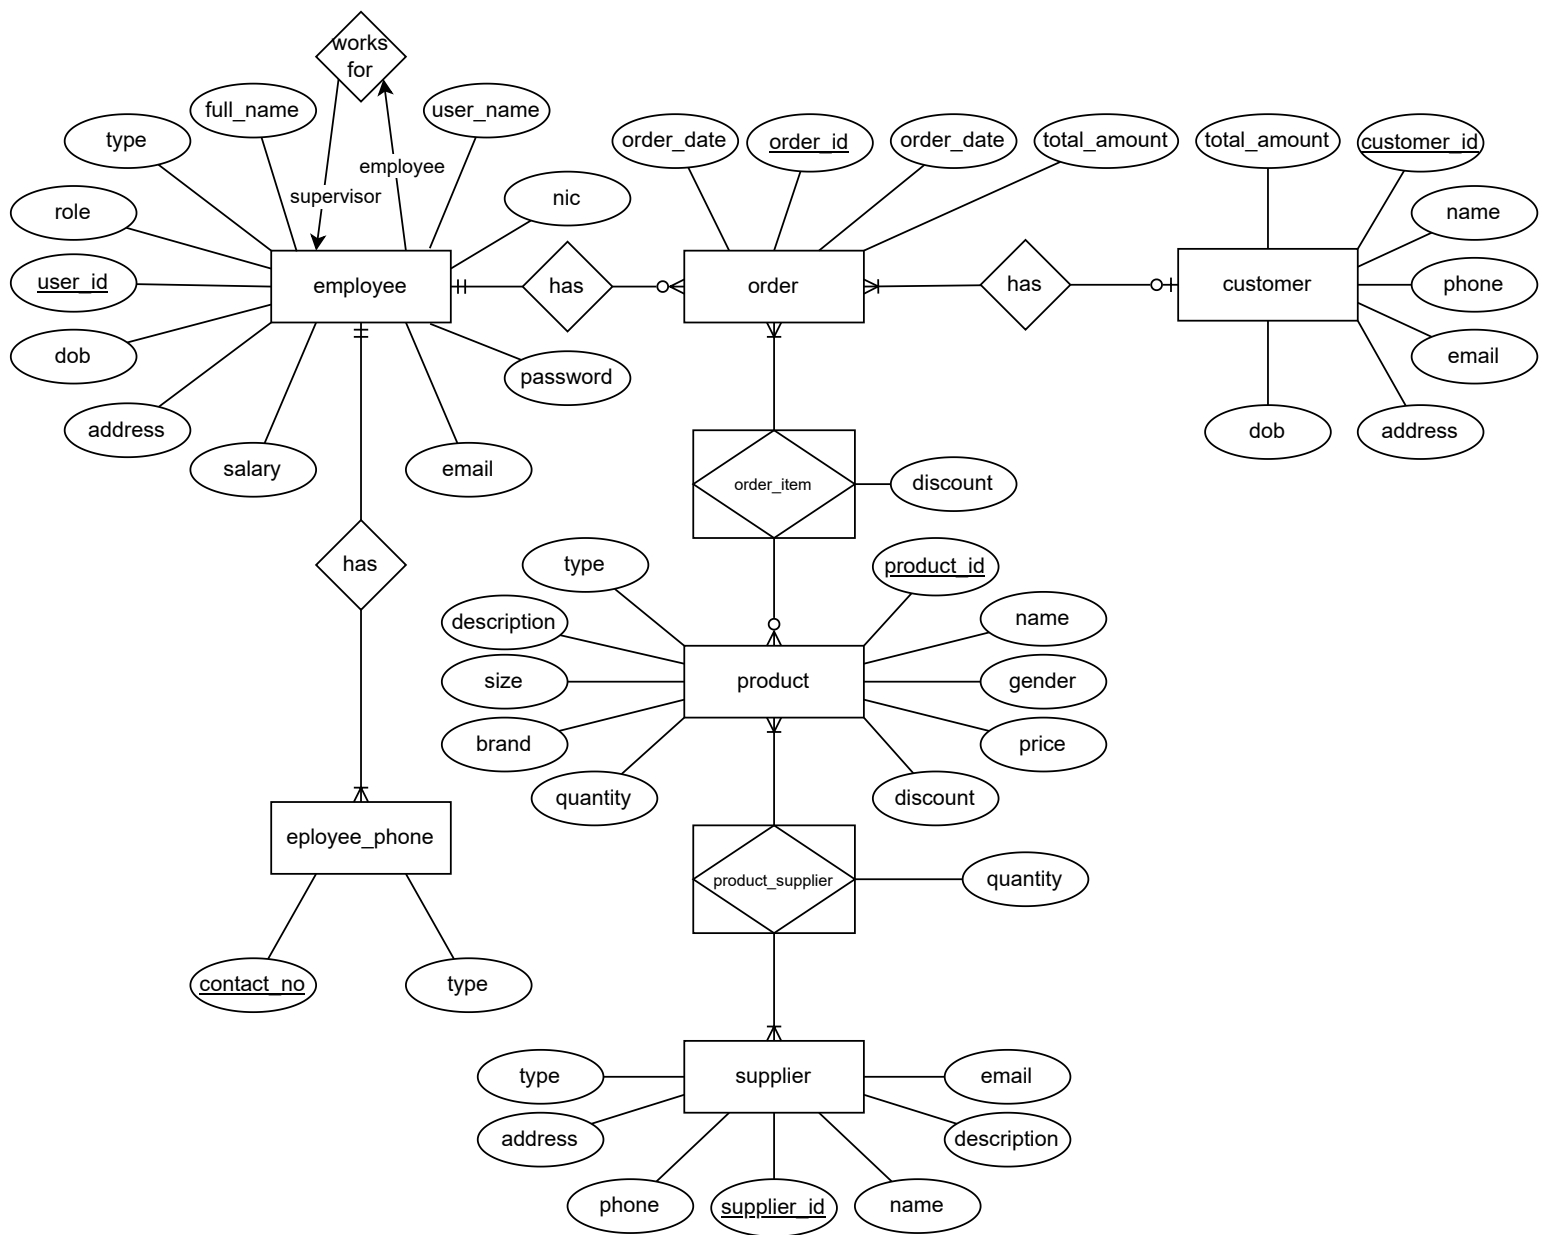 works
for
full_name
user_name
type
order_date
order_id
order_date
total_amount
total_amount
customer_id
employee
supervisor
nic
role
name
user_id
employee
has
order
has
customer
phone
dob
email
password
address
dob
address
salary
email
order_item
discount
has
type
product_id
description
name
size
product
gender
brand
price
quantity
discount
eployee_phone
product_supplier
quantity
contact_no
type
type
supplier
email
address
description
phone
supplier_id
name